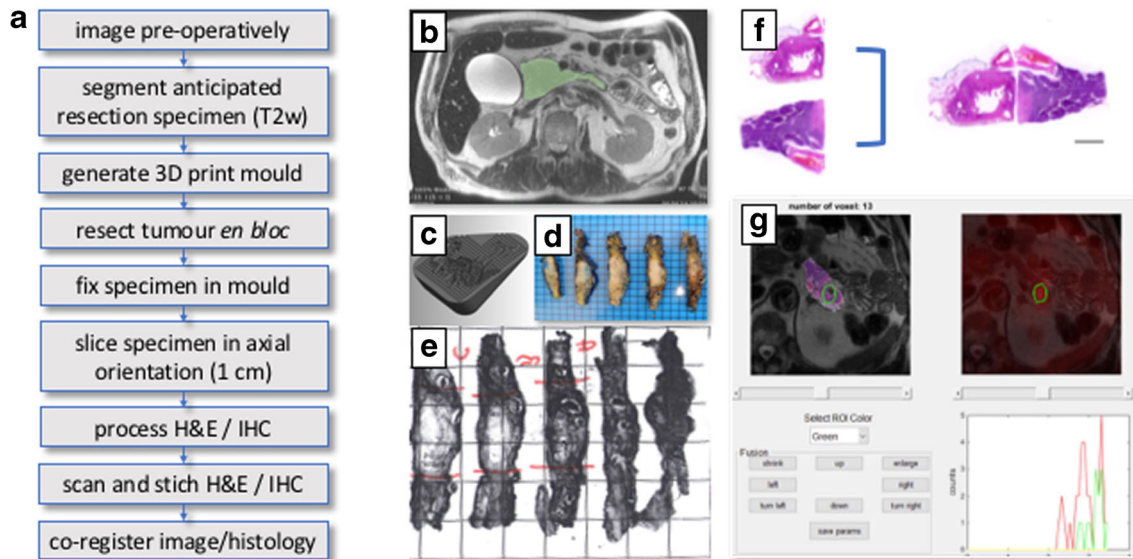 a
image pre-operatively
segment anticipated
resection specimen (T2w)
generate 3D print mould
resect tumour en bloc
fix specimen in mould
slice specimen in axial
orientation (1 cm)
process H&E / IHC
scan and stich H&E / IHC
co-register image/histology
b
c
d
e
f
g
number of voxel: 13
Select ROI Color
Green
Fusion
shrink
up
enlarge
left
right
turn left
down
turn right
save params
counts